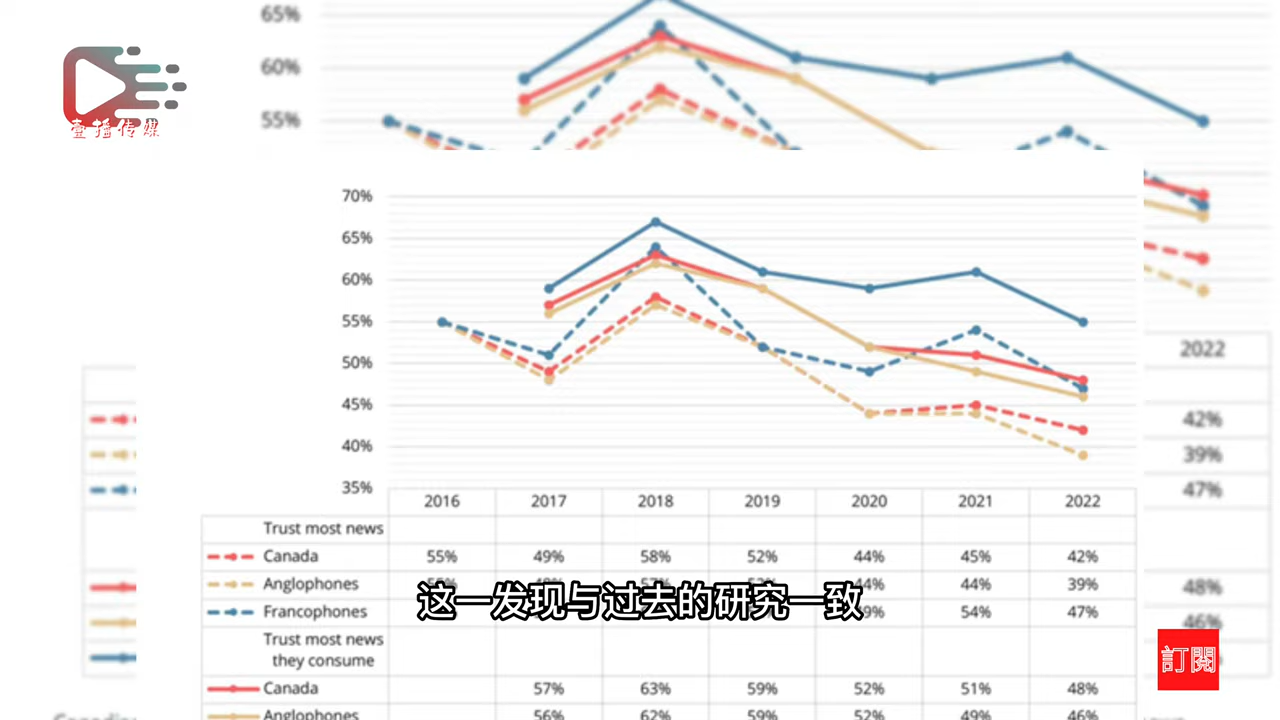 65%
60%
55%
壹播传媒
70%
65%
60%
55%
50%
45%
40%
35%
2016 2017 2018 2019 2020 2021 2022
Trust most news
Canada 55% 49% 58% 52% 44% 45% 42%
Anglophones 44% 44% 39%
Francophones 54% 47%
Trust most news
they consume
Canada 57% 63% 59% 52% 51% 48%
Anglophones 56% 62% 59% 52% 49% 46%
这一发现与过去的研究一致
2022
42%
39%
47%
48%
46%
訂閱